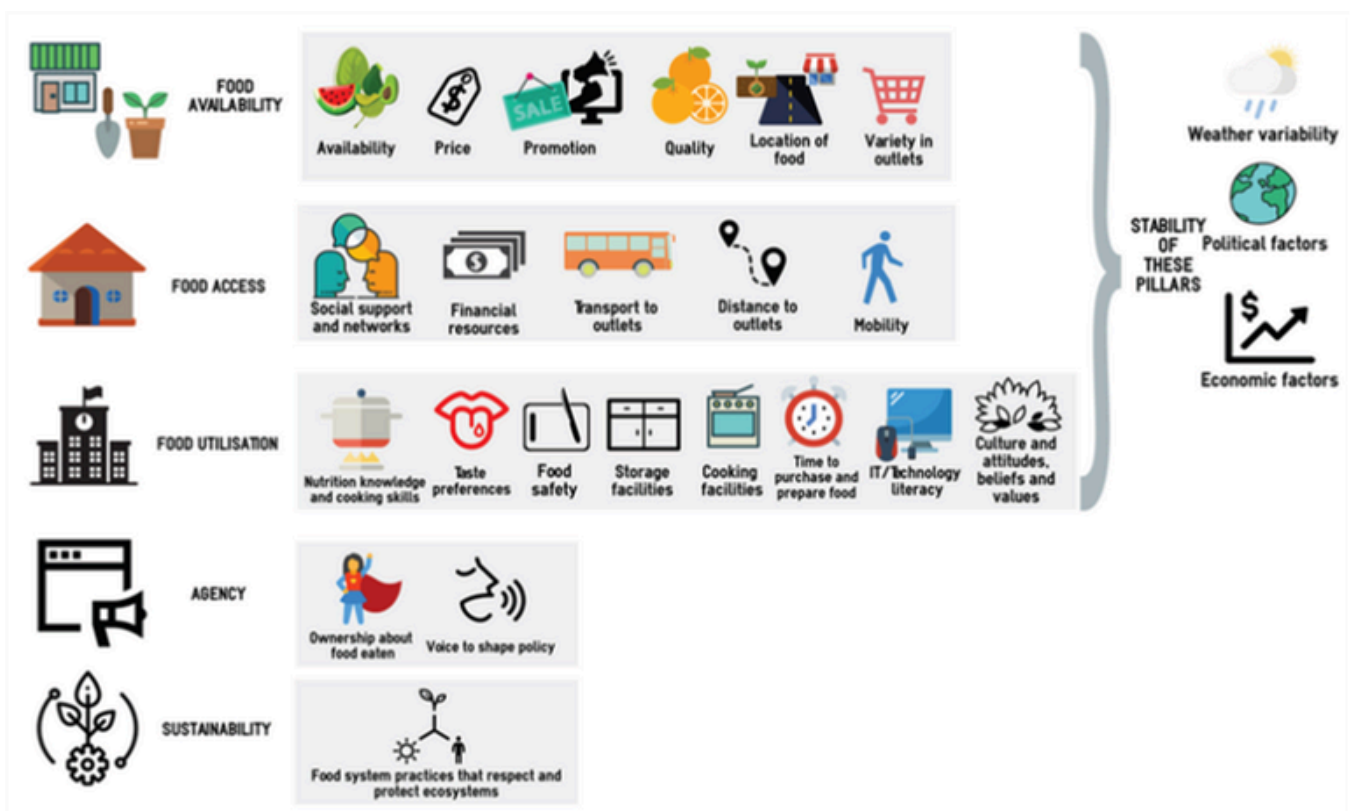 FOOD
AVAILABILITY
Availability
Price
SALE
Promotion
Quality
Location of
food
Variety in
outlets
FOOD ACCESS
Social support
and networks
Financial
resources
Transport to
outlets
Distance to
outlets
Mobility
FOOD UTILISATION
Nutrition knowledge
and cooking skills
Taste
preferences
Food
safety
Storage
facilities
Cooking
facilities
Time to
purchase and
prepare food
IT/Technology
literacy
Culture and
attitudes,
beliefs and
values
STABILITY
OF
THESE
PILLARS
Weather variability
Political factors
$
Economic factors
AGENCY
Ownership about
food eaten
Voice to shape policy
SUSTAINABILITY
Food system practices that respect and
protect ecosystems